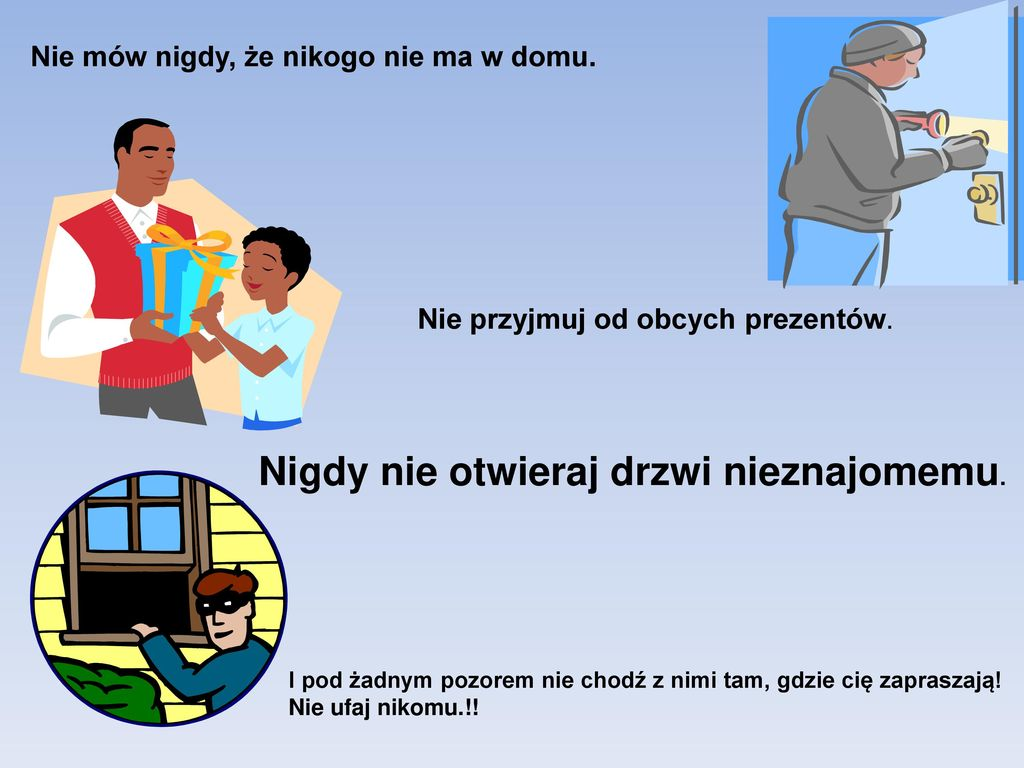 Nie mów nigdy, że nikogo nie ma w domu.
Nie przyjmuj od obcych prezentów.
Nigdy nie otwieraj drzwi nieznajomemu.
I pod żadnym pozorem nie chodź z nimi tam, gdzie cię zapraszają!
Nie ufaj nikomu.!!